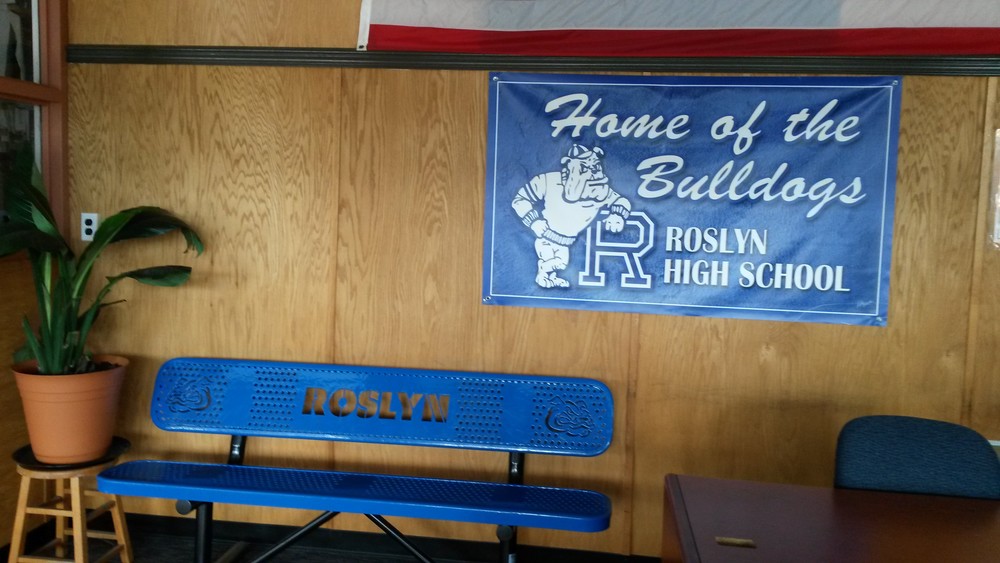 Home of the
Bulldogs
R
ROSLYN
HIGH SCHOOL
ROSLYN